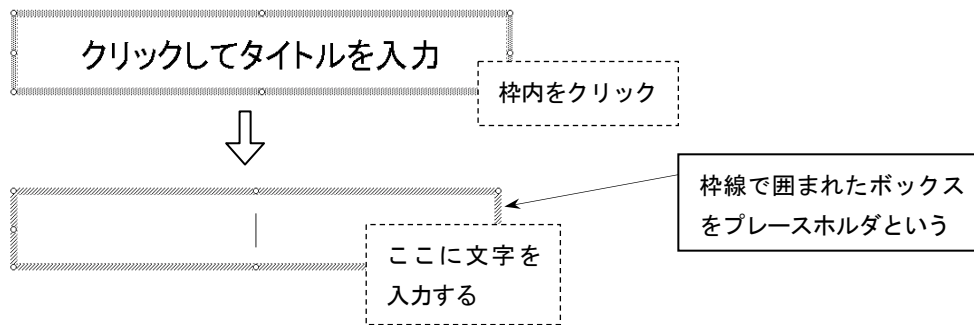 クリックしてタイトルを入力
枠内をクリック
枠線で囲まれたボックス
をプレースホルダという
ここに文字を
入力する